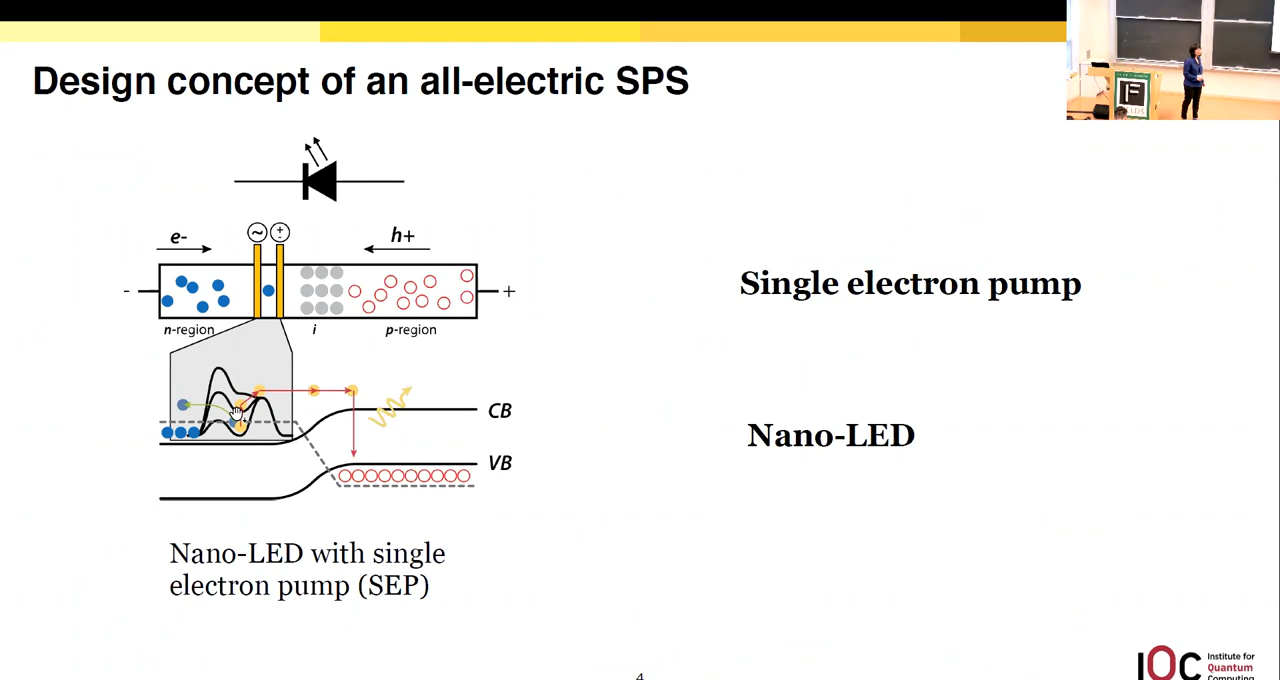 Design concept of an all-electric SPS
F
e-
~
+
-
h+
-
+
n-region
i
p-region
CB
VB
Nano-LED with single
electron pump (SEP)
Single electron pump
Nano-LED
4
IQC
Institute for
Quantum
Computing